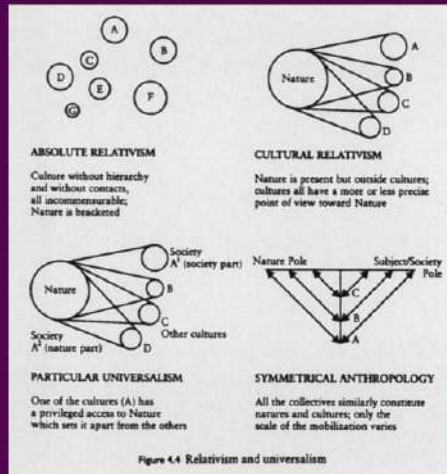 A
B
C
D
E
F
G
ABSOLUTE RELATIVISM
Culture without hierarchy
and without contacts,
all incommensurable;
Nature is bracketed
Nature
A
B
C
D
CULTURAL RELATIVISM
Nature is present but outside cultures;
cultures all have a more or less precise
point of view toward Nature
Nature
Society
A¹ (society part)
B
C
Other cultures
D
Society
A² (nature part)
PARTICULAR UNIVERSALISM
One of the cultures (A) has
a privileged access to Nature
which sets it apart from the others
Nature Pole
Subject/Society
Pole
C
B
A
SYMMETRICAL ANTHROPOLOGY
All the collectives similarly constitute
natures and cultures; only the
scale of the mobilization varies
Figure 4.4 Relativism and universalism